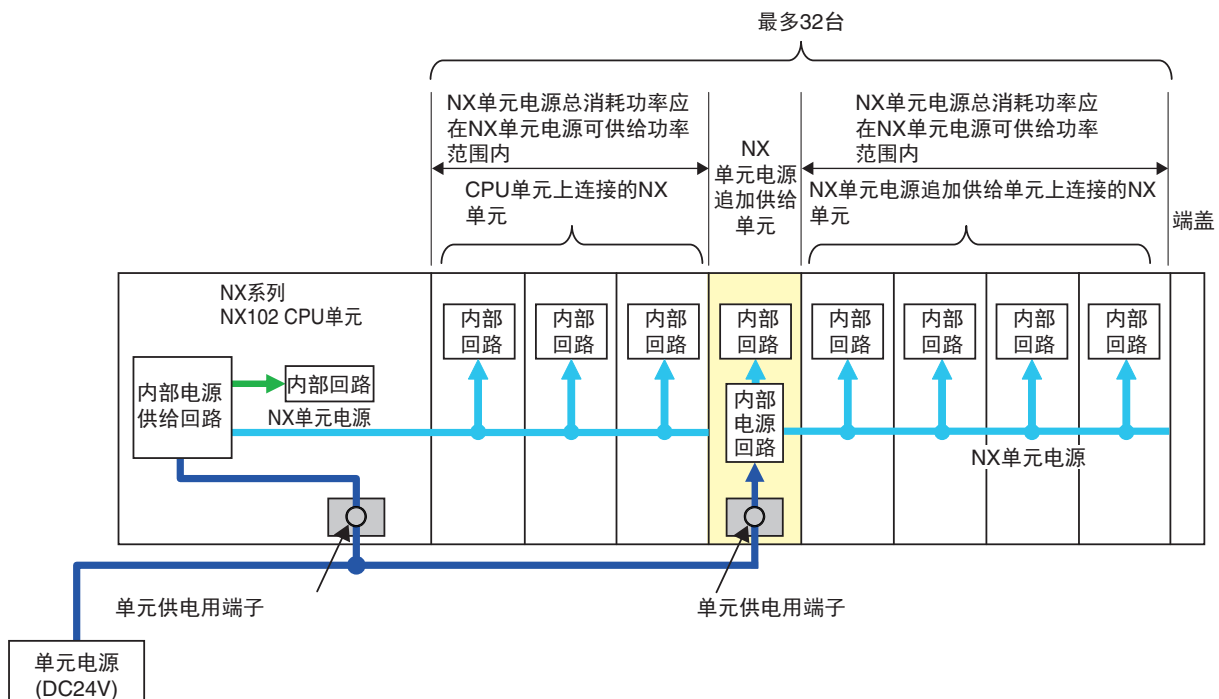 最多32台
NX单元电源总消耗功率应
在NX单元电源可供给功率
范围内
NX
单元电源
追加供给
单元
NX单元电源总消耗功率应
在NX单元电源可供给功率
范围内
CPU单元上连接的NX
单元
NX单元电源追加供给单元上连接的NX
单元
端盖
NX系列
NX102 CPU单元
内部
回路
内部
回路
内部
回路
内部
回路
内部
回路
内部
回路
内部
回路
内部
回路
内部电源
供给回路
内部回路
NX单元电源
内部
电源
回路
NX单元电源
单元供电用端子
单元供电用端子
单元电源
(DC24V)